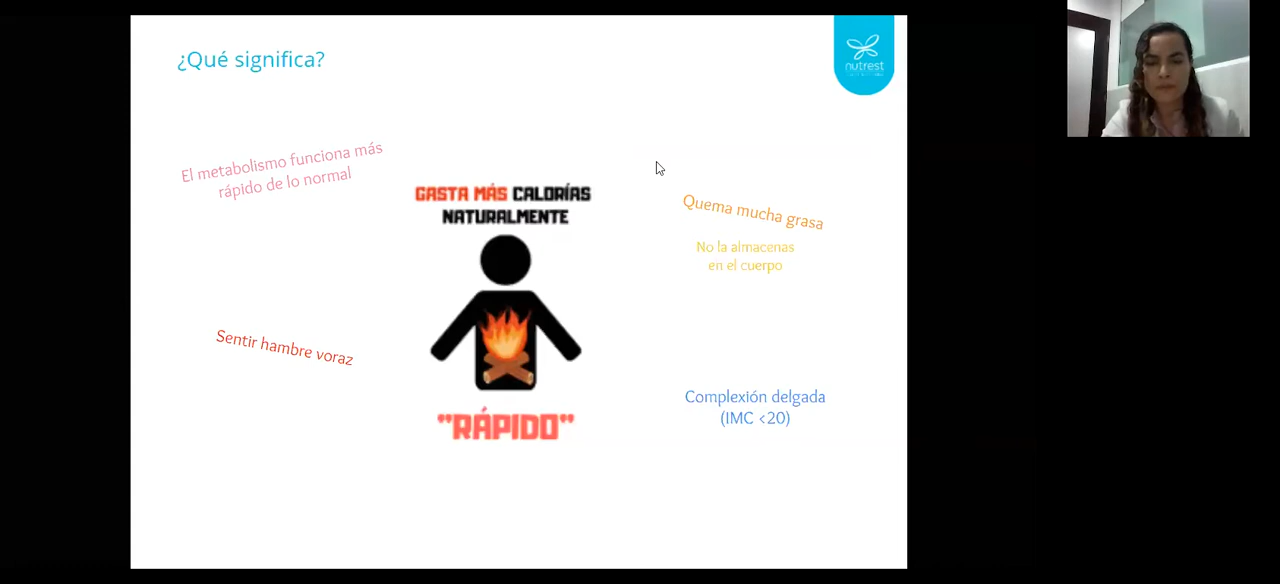 ¿Qué significa?
nutrest
El metabolismo funciona más
rápido de lo normal
GASTA MÁS CALORÍAS
NATURALMENTE
Quema mucha grasa
No la almacenas
en el cuerpo
Sentir hambre voraz
Complexión delgada
(IMC <20)
"RÁPIDO"